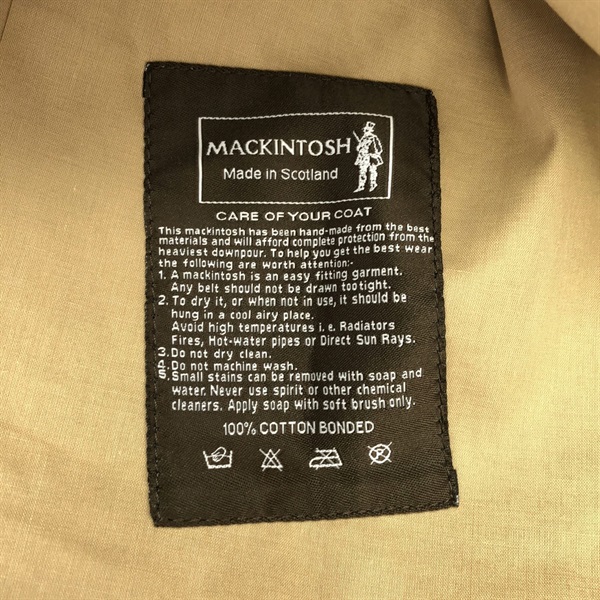 MACKINTOSH
Made in Scotland
CARE OF YOUR COAT
This mackintosh has been hand-made from the best
materials and will afford complete protection from the
heaviest downpour. To help you get the best wear
the following are worth attention:-
1. A mackintosh is an easy fitting garment.
Any belt should not be drawn too tight.
2. To dry it, or when not in use, it should be
hung in a cool airy place.
Avoid high temperatures i.e. Radiators
Fires, Hot-water pipes or Direct Sun Rays.
3. Do not dry clean.
4. Do not machine wash.
5. Small stains can be removed with soap and
water. Never use spirit or other chemical
cleaners. Apply soap with soft brush only.
100% COTTON BONDED